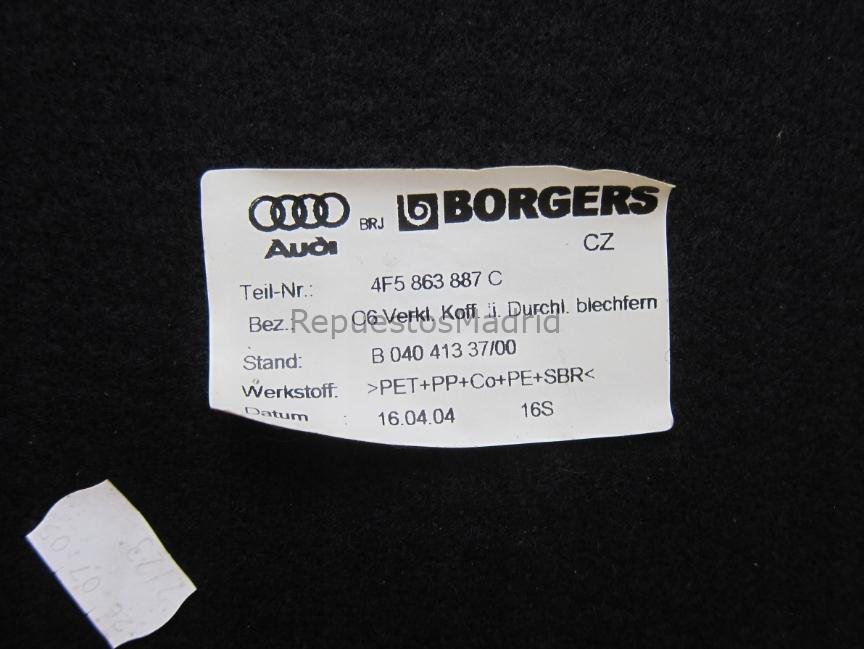 Audi BRJ BORGERS
CZ
Teil-Nr.: 4F5 863 887 C
Bez.: C6 Verkl. Koff. ü. Durchl. blechfern
RepuestosMadrid
Stand: B 040 413 37/00
Werkstoff: >PET+PP+Co+PE+SBR<
Datum : 16.04.04 16S